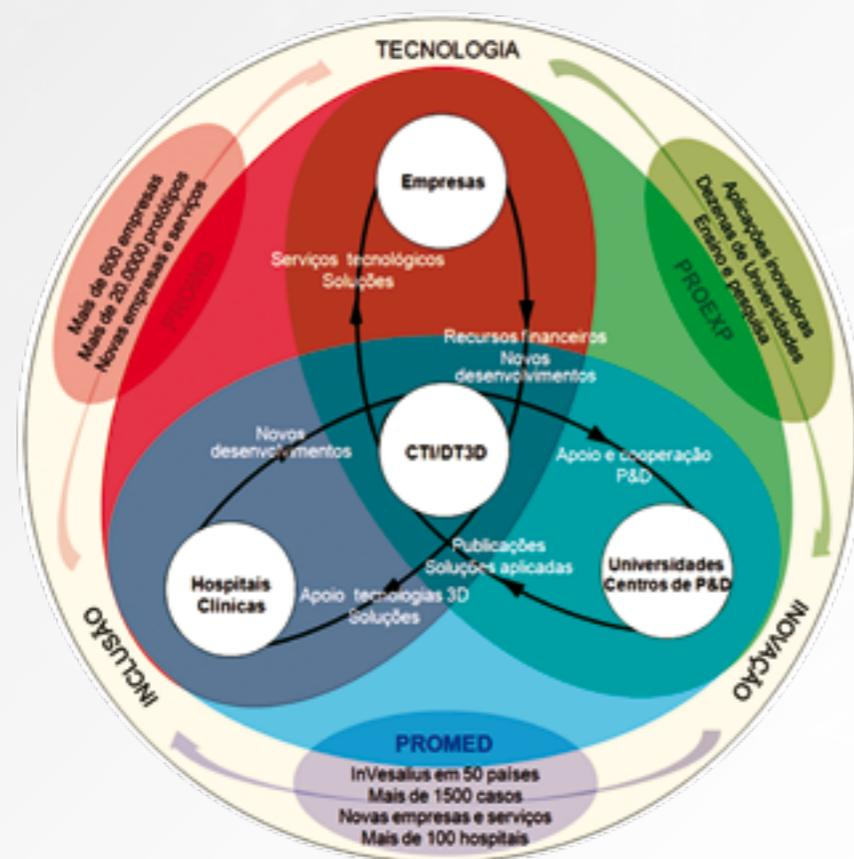 TECNOLOGIA
Empresas
Mais de 600 empresas
Mais de 20.0000 protótipos
Novas empresas e serviços
PROIND
Aplicações inovadoras
Dezenas de Universidades
Ensino e pesquisa
PROEXP
Serviços tecnológicos
Soluções
Recursos financeiros
Novos
desenvolvimentos
Novos
desenvolvimentos
CTI/DT3D
Apoio e cooperação
P&D
Publicações
Soluções aplicadas
Hospitais
Clínicas
Apoio tecnologias 3D
Soluções
Universidades
Centros de P&D
INCLUSÃO
INOVAÇÃO
PROMED
InVesalius em 50 países
Mais de 1500 casos
Novas empresas e serviços
Mais de 100 hospitais